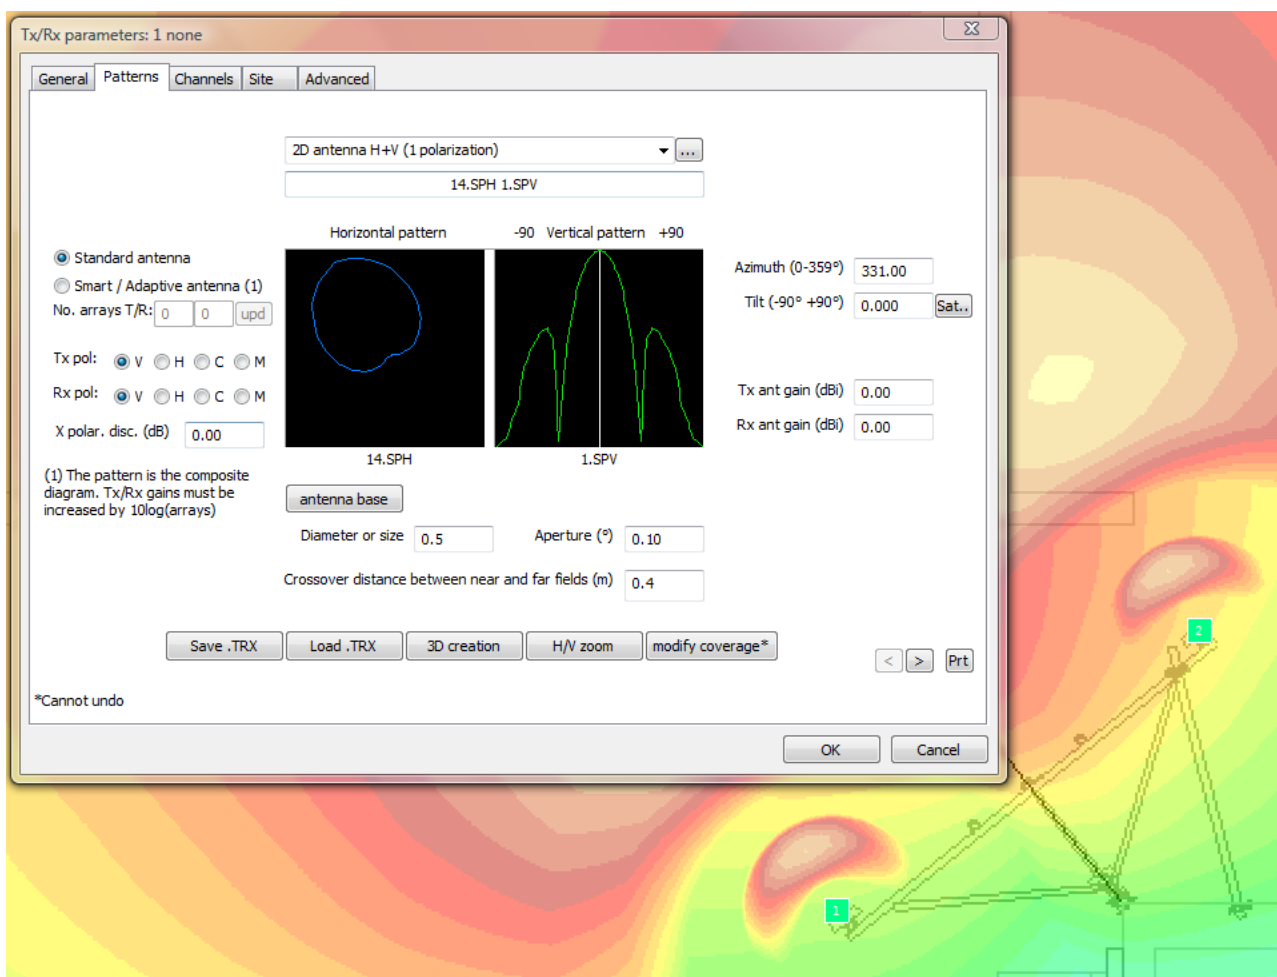 Tx/Rx parameters: 1 none
General Patterns Channels Site Advanced
2D antenna H+V (1 polarization) ...
14.SPH 1.SPV
Horizontal pattern -90 Vertical pattern +90
Standard antenna
Smart / Adaptive antenna (1)
No. arrays T/R: 0 0 upd
Tx pol: V H C M
Rx pol: V H C M
X polar. disc. (dB) 0.00
(1) The pattern is the composite
diagram. Tx/Rx gains must be
increased by 10log(arrays)
Azimuth (0-359°) 331.00
Tilt (-90° +90°) 0.000 Sat..
Tx ant gain (dBi) 0.00
Rx ant gain (dBi) 0.00
14.SPH 1.SPV
antenna base
Diameter or size 0.5 Aperture (°) 0.10
Crossover distance between near and far fields (m) 0.4
Save .TRX Load .TRX 3D creation H/V zoom modify coverage*
< > Prt
*Cannot undo
OK Cancel
2
1